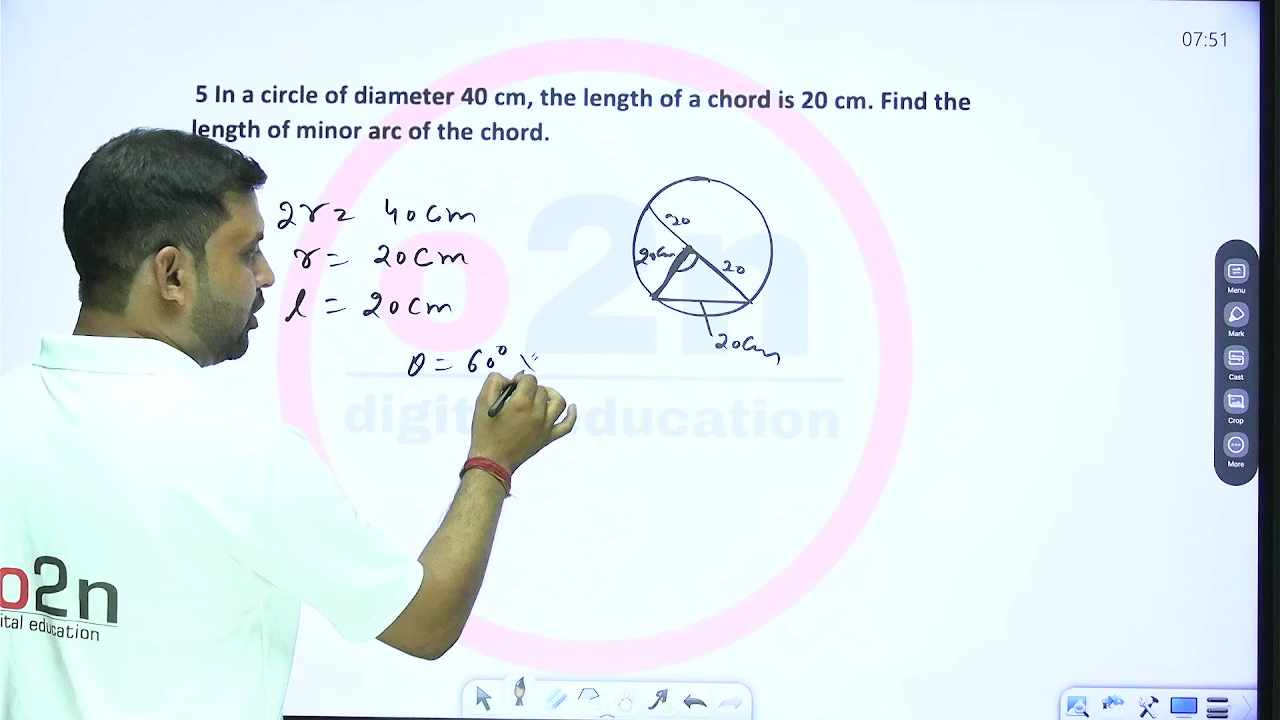 07:51
5 In a circle of diameter 40 cm, the length of a chord is 20 cm. Find the
length of minor arc of the chord.
2r = 40cm
r = 20cm
l = 20cm
θ = 60° ×
20
20cm
20
20cm
o2n
digital education
o2n
ital education
Menu
Mark
Cast
Crop
More